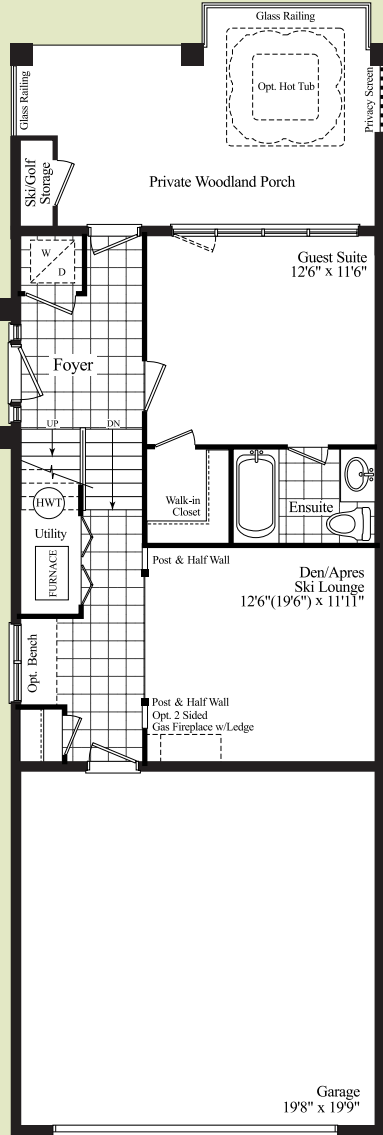 Glass Railing
Glass Railing
Opt. Hot Tub
Privacy Screen
Ski/Golf
Storage
Private Woodland Porch
W
D
Guest Suite
12'6" x 11'6"
Foyer
UP
DN
HWT
Utility
FURNACE
Walk-in
Closet
Ensuite
Post & Half Wall
Den/Apres
Ski Lounge
12'6"(19'6") x 11'11"
Opt. Bench
Post & Half Wall
Opt. 2 Sided
Gas Fireplace w/Ledge
Garage
19'8" x 19'9"